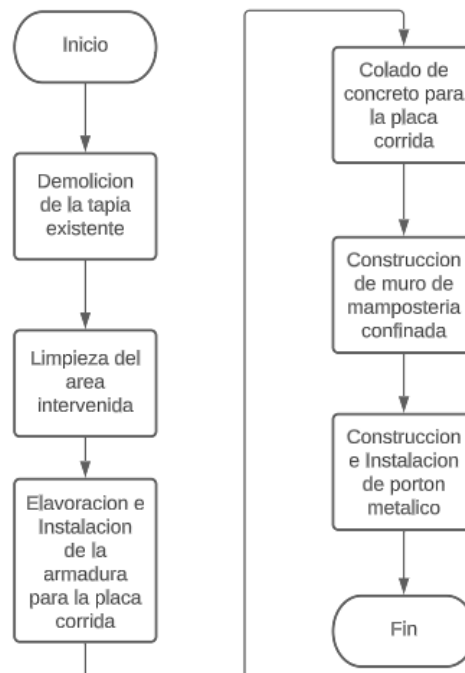 Inicio
Demolicion
de la tapia
existente
Limpieza del
area
intervenida
Elavoracion e
Instalacion
de la
armadura
para la placa
corrida
Colado de
concreto para
la placa
corrida
Construccion
de muro de
mamposteria
confinada
Construccion
e Instalacion
de porton
metalico
Fin